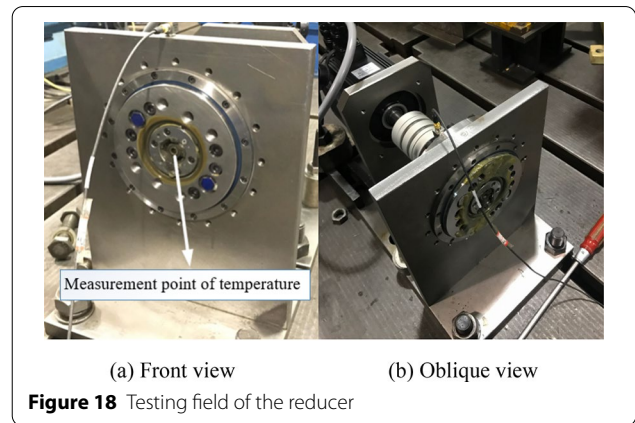 Measurement point of temperature
(a) Front view
(b) Oblique view
Figure 18 Testing field of the reducer